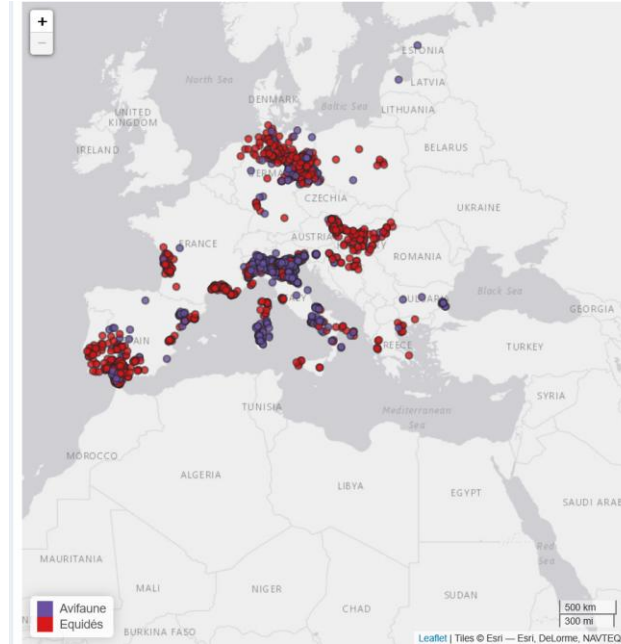 +
−
North Sea
ESTONIA
LATVIA
DENMARK
Baltic Sea
LITHUANIA
UNITED
KINGDOM
IRELAND
BELARUS
GERMA
CZECHIA
UKRAINE
AUSTRIA
FRANCE
ROMANIA
Black Sea
GEORGIA
TURKEY
GREECE
SYRIA
TUNISIA
Mediterranean
Sea
MOROCCO
ALGERIA
LIBYA
EGYPT
SAUDI ARAB
Red
Sea
MAURITANIA
MALI
NIGER
CHAD
SUDAN
BURKINA FASO
Avifaune
Equidés
500 km
300 mi
Leaflet | Tiles © Esri — Esri, DeLorme, NAVTEQ